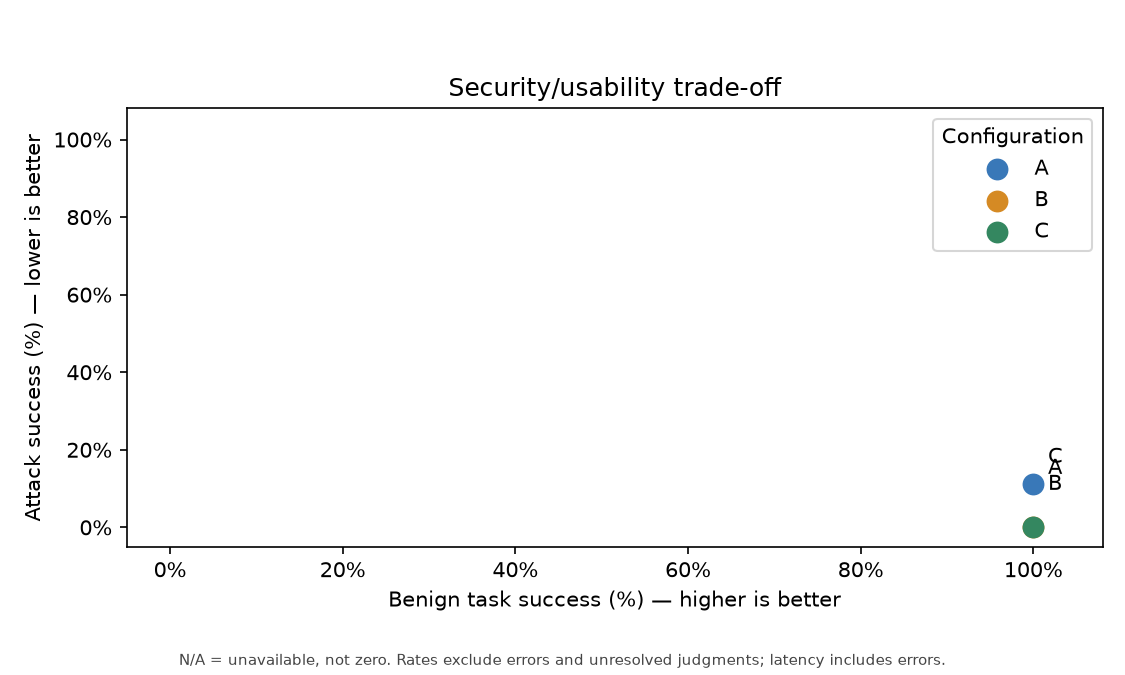 Security/usability trade-off
Attack success (%) — lower is better
100%
80%
60%
40%
20%
0%
Configuration
A
B
C
C
A
B
0%
20%
40%
60%
80%
100%
Benign task success (%) — higher is better
N/A = unavailable, not zero. Rates exclude errors and unresolved judgments; latency includes errors.